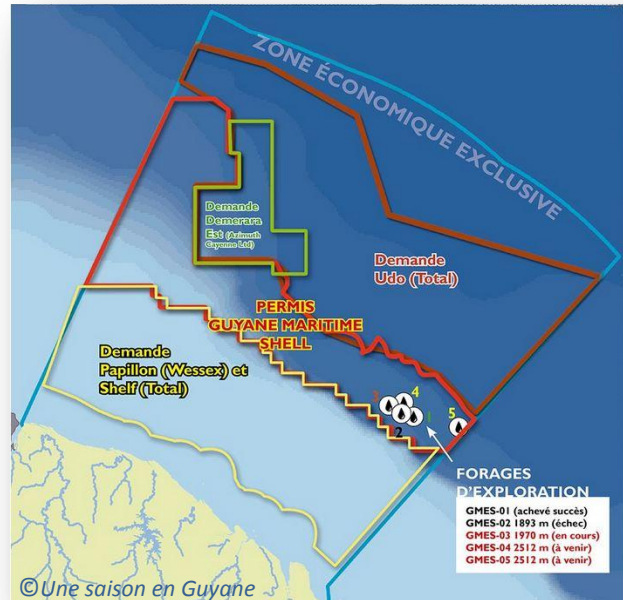 ZONE ÉCONOMIQUE EXCLUSIVE
Demande
Demerara
Est (Azimuth
Cayenne Ltd)
Demande
Udo (Total)
PERMIS
GUYANE MARITIME
SHELL
Demande
Papillon (Wessex) et
Shelf (Total)
3
4
1
2
5
FORAGES
D'EXPLORATION
GMES-01 (achevé succès)
GMES-02 1893 m (échec)
GMES-03 1970 m (en cours)
GMES-04 2512 m (à venir)
GMES-05 2512 m (à venir)
©Une saison en Guyane